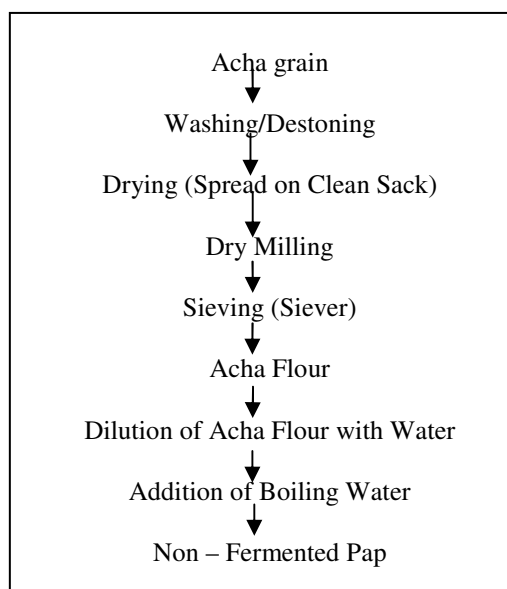 Acha grain
Washing/Destoning
Drying (Spread on Clean Sack)
Dry Milling
Sieving (Siever)
Acha Flour
Dilution of Acha Flour with Water
Addition of Boiling Water
Non – Fermented Pap